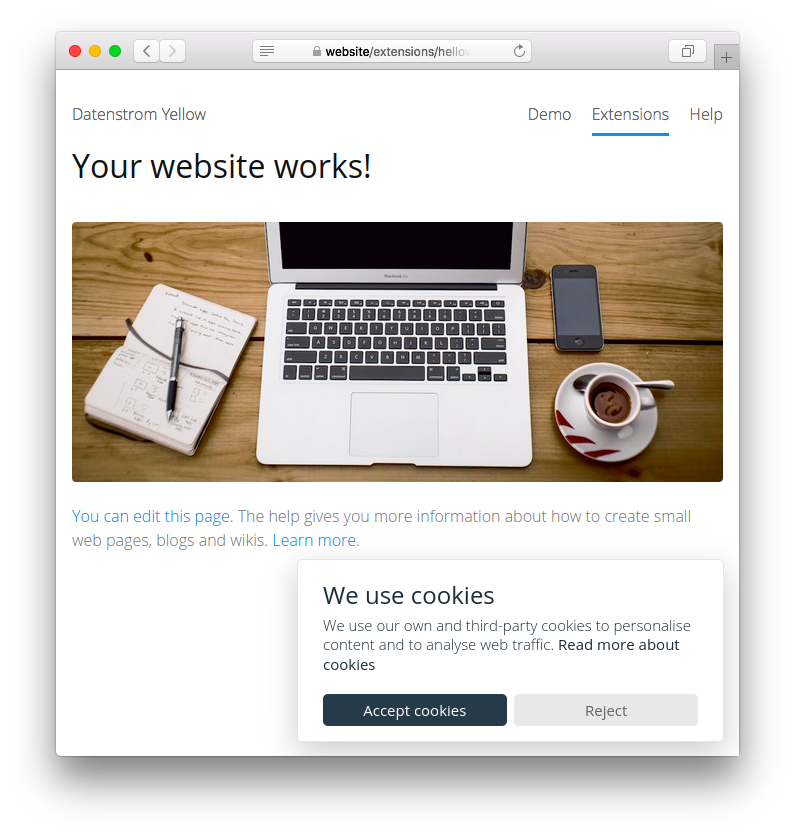 website/extensions/hello
Datenstrom Yellow
Demo
Extensions
Help
Your website works!
MacBook Air
You can edit this page. The help gives you more information about how to create small
web pages, blogs and wikis. Learn more.
We use cookies
We use our own and third-party cookies to personalise
content and to analyse web traffic. Read more about
cookies
Accept cookies
Reject